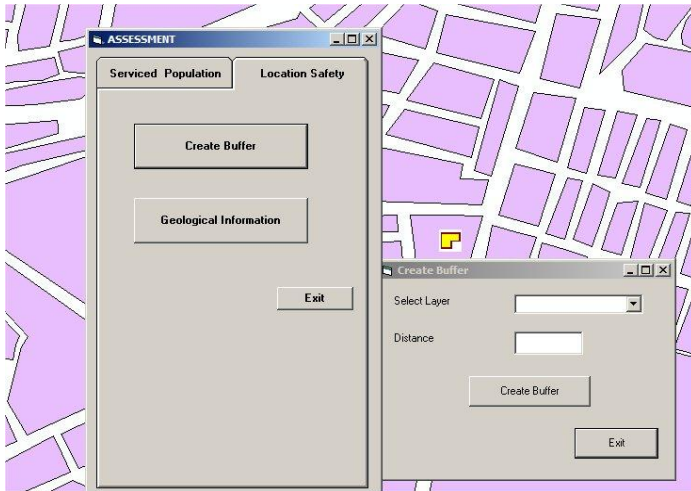 ASSESSMENT
Serviced Population
Location Safety
Create Buffer
Geological Information
Exit
Create Buffer
Select Layer
Distance
Create Buffer
Exit